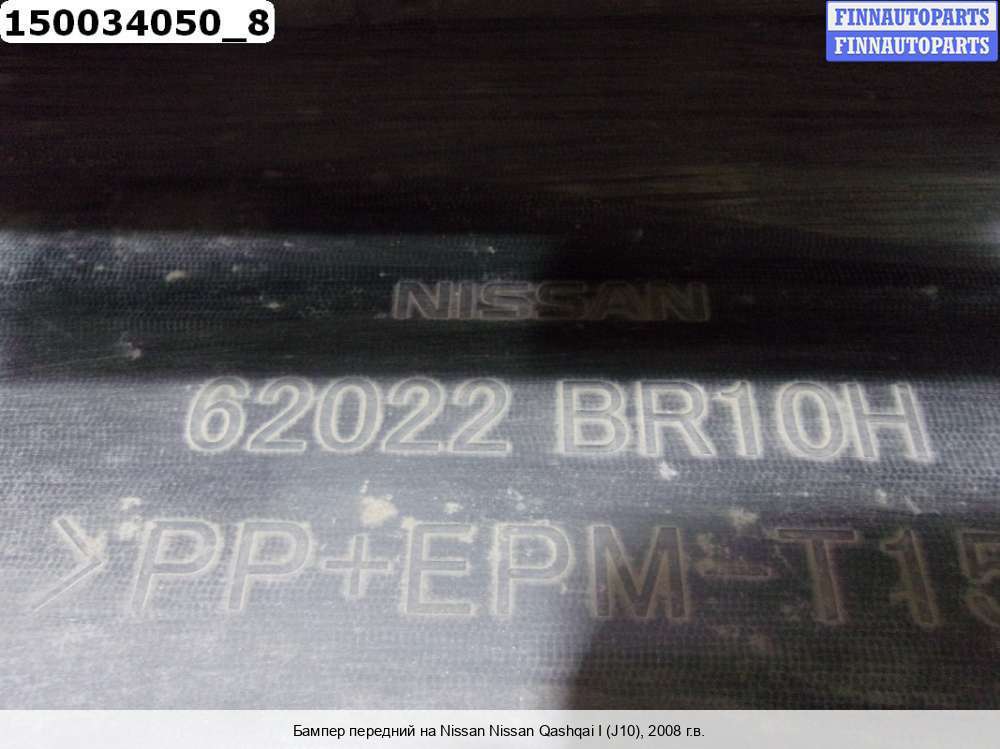 150034050_8
FINNAUTOPARTS
FINNAUTOPARTS
NISSAN
62022 BR10H
>PP+EPM-T15
Бампер передний на Nissan Nissan Qashqai I (J10), 2008 г.в.